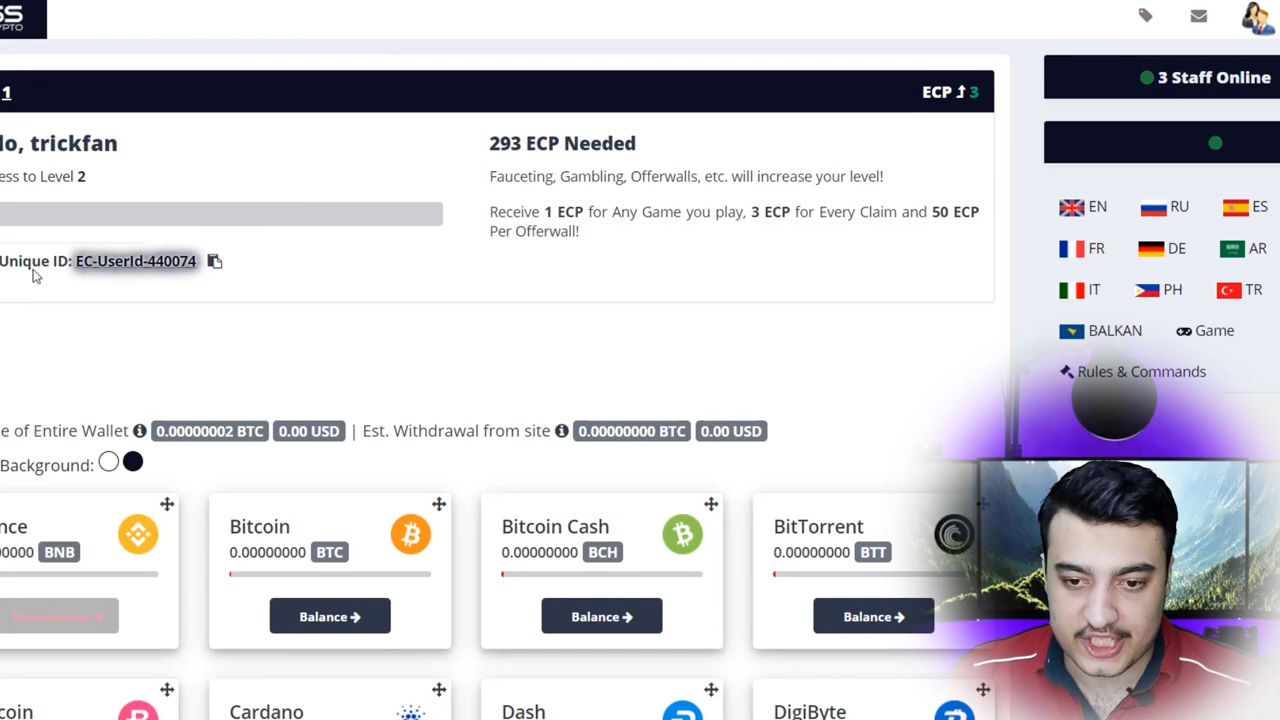 SS
YPTO
1
ECP 3
3 Staff Online
lo, trickfan
ess to Level 2
Unique ID: EC-UserId-440074
293 ECP Needed
Fauceting, Gambling, Offerwalls, etc. will increase your level!
Receive 1 ECP for Any Game you play, 3 ECP for Every Claim and 50 ECP
Per Offerwall!
EN RU ES
FR DE AR
IT PH TR
BALKAN Game
Rules & Commands
e of Entire Wallet 0.00000002 BTC 0.00 USD | Est. Withdrawal from site 0.00000000 BTC 0.00 USD
Background:
nce
00000 BNB
Bitcoin
0.00000000 BTC
Balance
Bitcoin Cash
0.00000000 BCH
Balance
BitTorrent
0.00000000 BTT
Balance
coin
Cardano
Dash
DigiByte